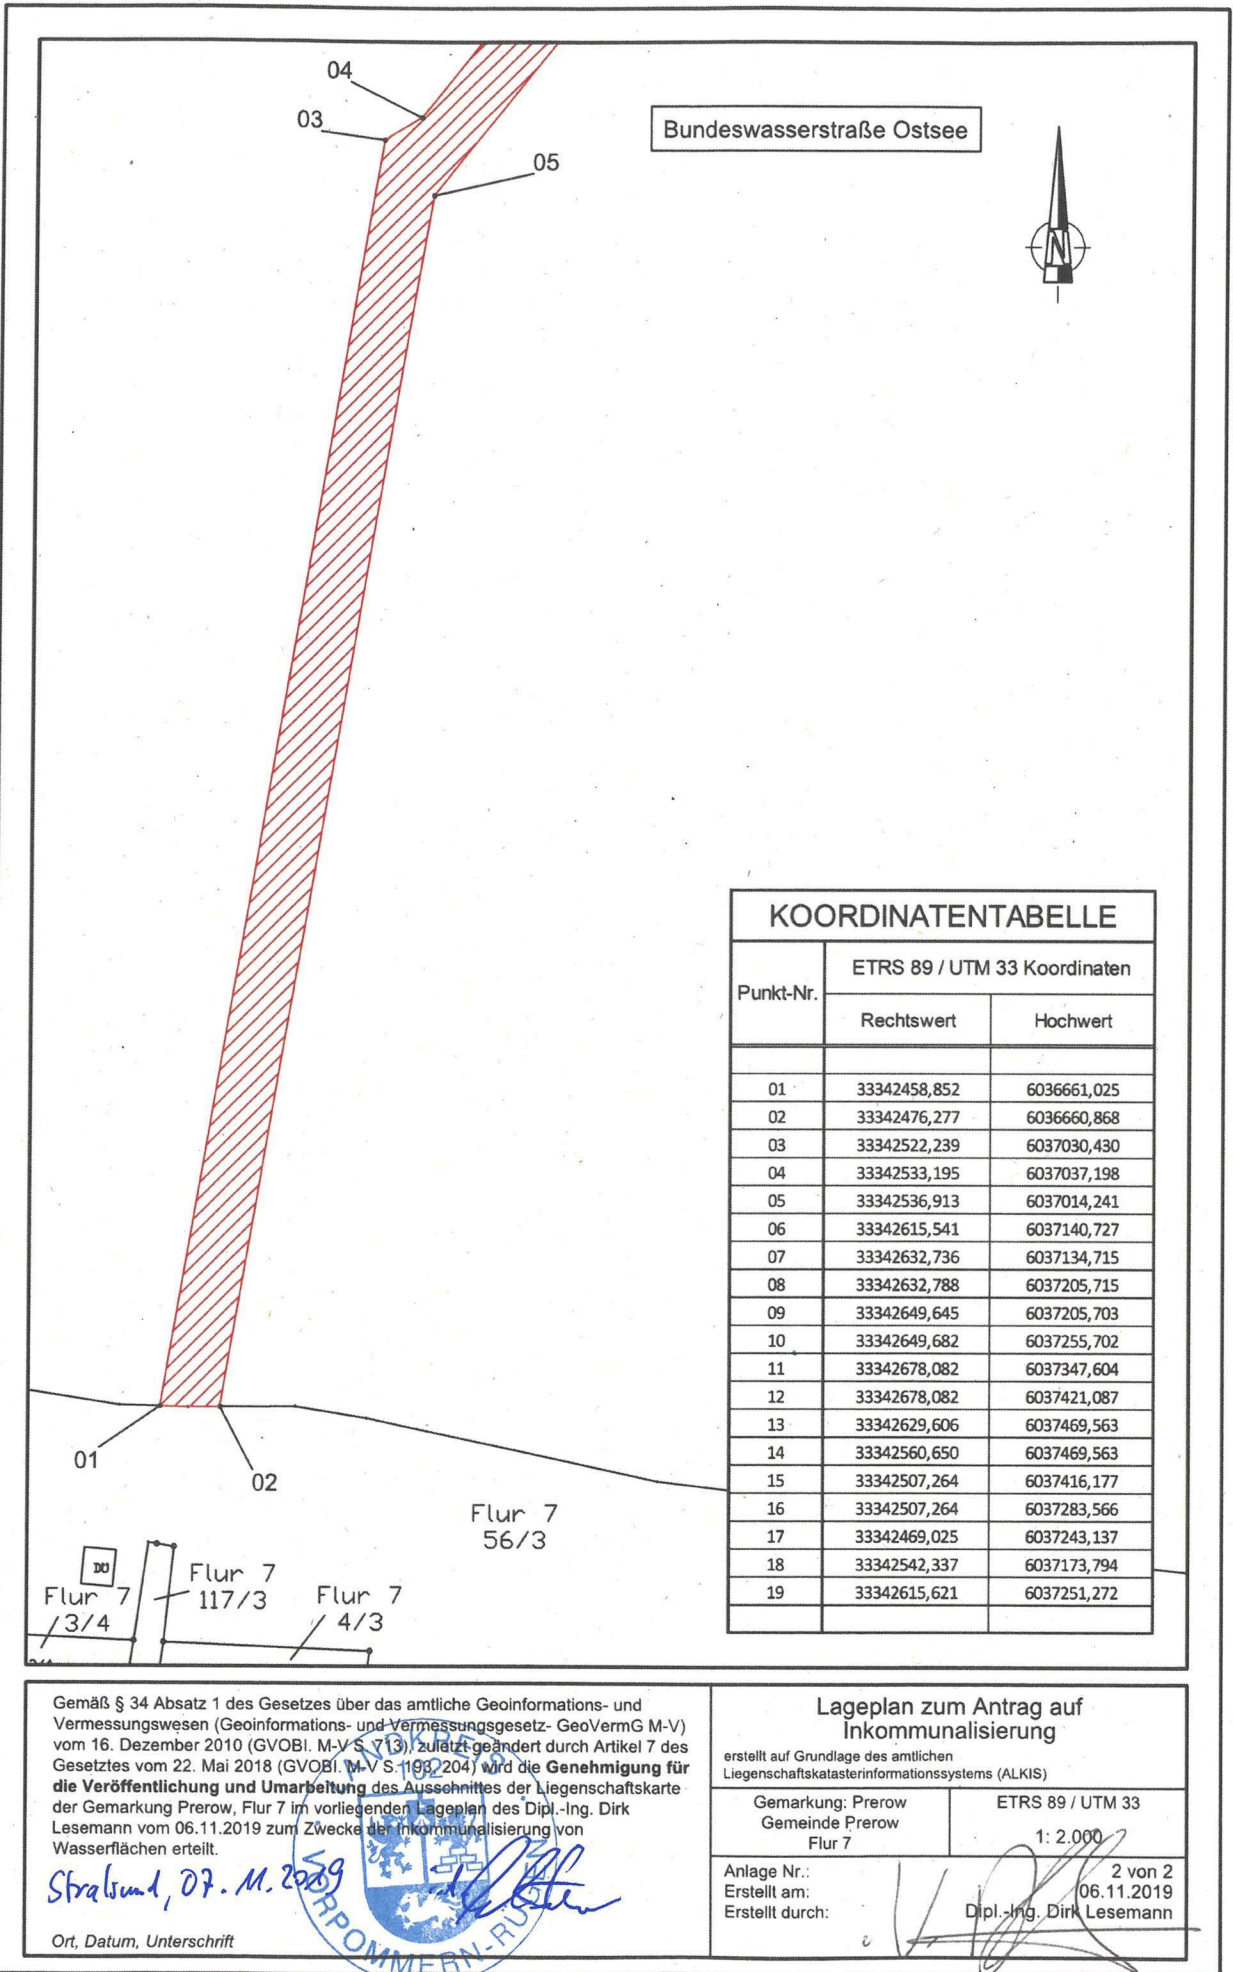 04
03
05
Bundeswasserstraße Ostsee
N
KOORDINATENTABELLE
Punkt-Nr.
ETRS 89 / UTM 33 Koordinaten
Rechtswert Hochwert
01 33342458,852 6036661,025
02 33342476,277 6036660,868
03 33342522,239 6037030,430
04 33342533,195 6037037,198
05 33342536,913 6037014,241
06 33342615,541 6037140,727
07 33342632,736 6037134,715
08 33342632,788 6037205,715
09 33342649,645 6037205,703
10 33342649,682 6037255,702
11 33342678,082 6037347,604
12 33342678,082 6037421,087
13 33342629,606 6037469,563
14 33342560,650 6037469,563
15 33342507,264 6037416,177
16 33342507,264 6037283,566
17 33342469,025 6037243,137
18 33342542,337 6037173,794
19 33342615,621 6037251,272
01
02
Flur 7
56/3
Flur 7
3/4
Flur 7
117/3
Flur 7
4/3
Gemäß § 34 Absatz 1 des Gesetzes über das amtliche Geoinformations- und
Vermessungswesen (Geoinformations- und Vermessungsgesetz- GeoVermG M-V)
vom 16. Dezember 2010 (GVOBl. M-V S. 713), zuletzt geändert durch Artikel 7 des
Gesetztes vom 22. Mai 2018 (GVOBl. M-V S. 193, 204) wird die Genehmigung für
die Veröffentlichung und Umarbeitung des Ausschnittes der Liegenschaftskarte
der Gemarkung Prerow, Flur 7 im vorliegenden Lageplan des Dipl.-Ing. Dirk
Lesemann vom 06.11.2019 zum Zwecke der Inkommunalisierung von
Wasserflächen erteilt.
Stralsund, 07. 11. 2019
Ort, Datum, Unterschrift
LANDKREIS
102
VORPOMMERN-RÜGEN
Lageplan zum Antrag auf
Inkommunalisierung
erstellt auf Grundlage des amtlichen
Liegenschaftskatasterinformationssystems (ALKIS)
Gemarkung: Prerow
Gemeinde Prerow
Flur 7
ETRS 89 / UTM 33
1: 2.000
Anlage Nr.: 2 von 2
Erstellt am: 06.11.2019
Erstellt durch: Dipl.-Ing. Dirk Lesemann